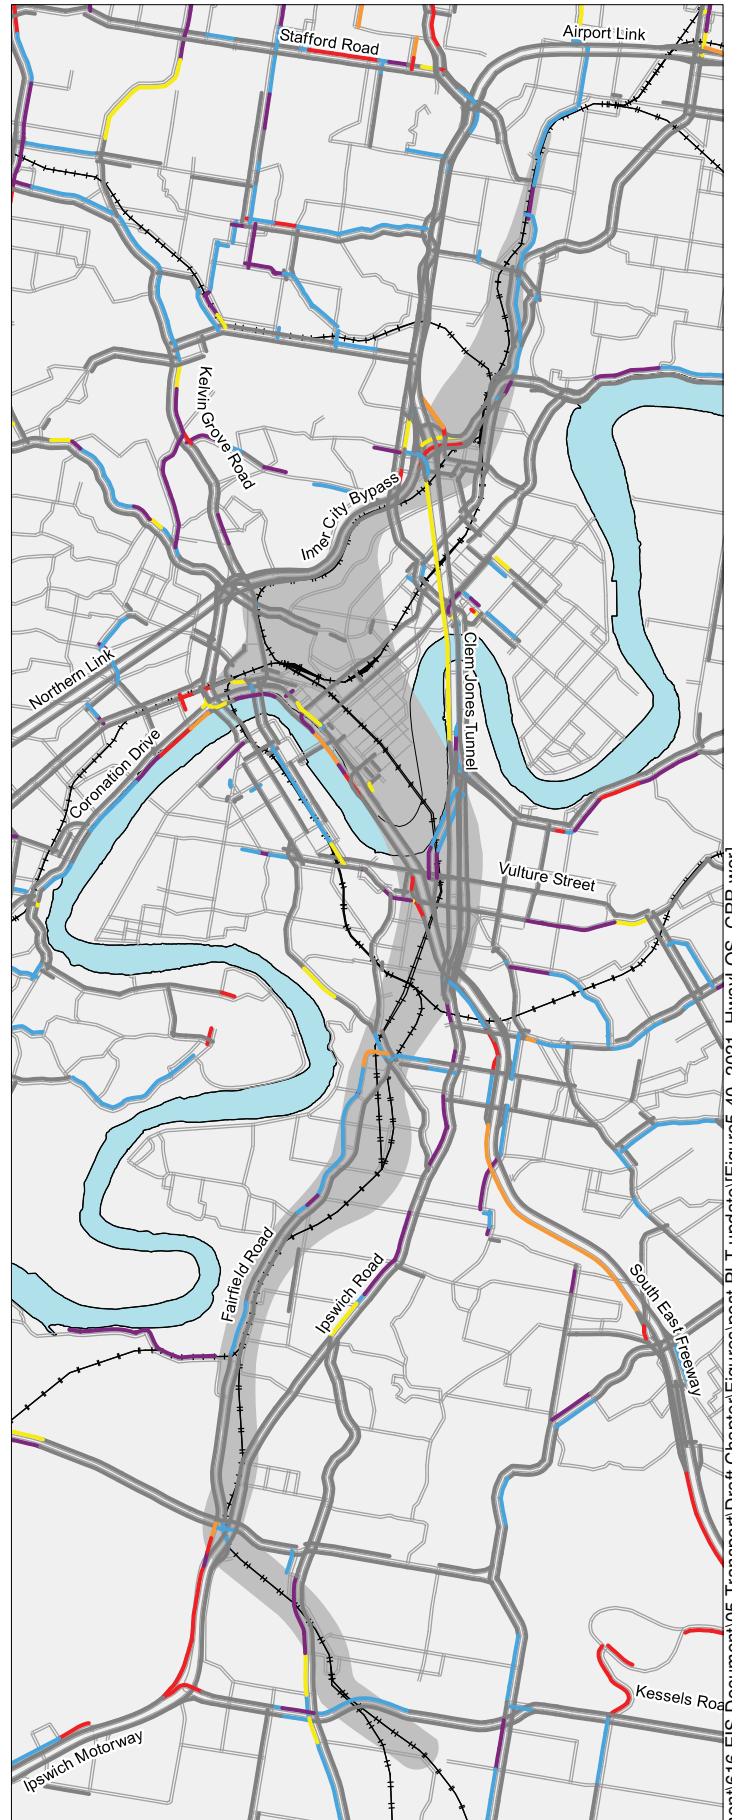 Stafford Road
Airport Link
Kelvin Grove Road
Inner City Bypass
Northern Link
Clem Jones Tunnel
Coronation Drive
Vulture Street
Fairfield Road
Ipswich Road
South East Freeway
Kessels Roa
Ipswich Motorway